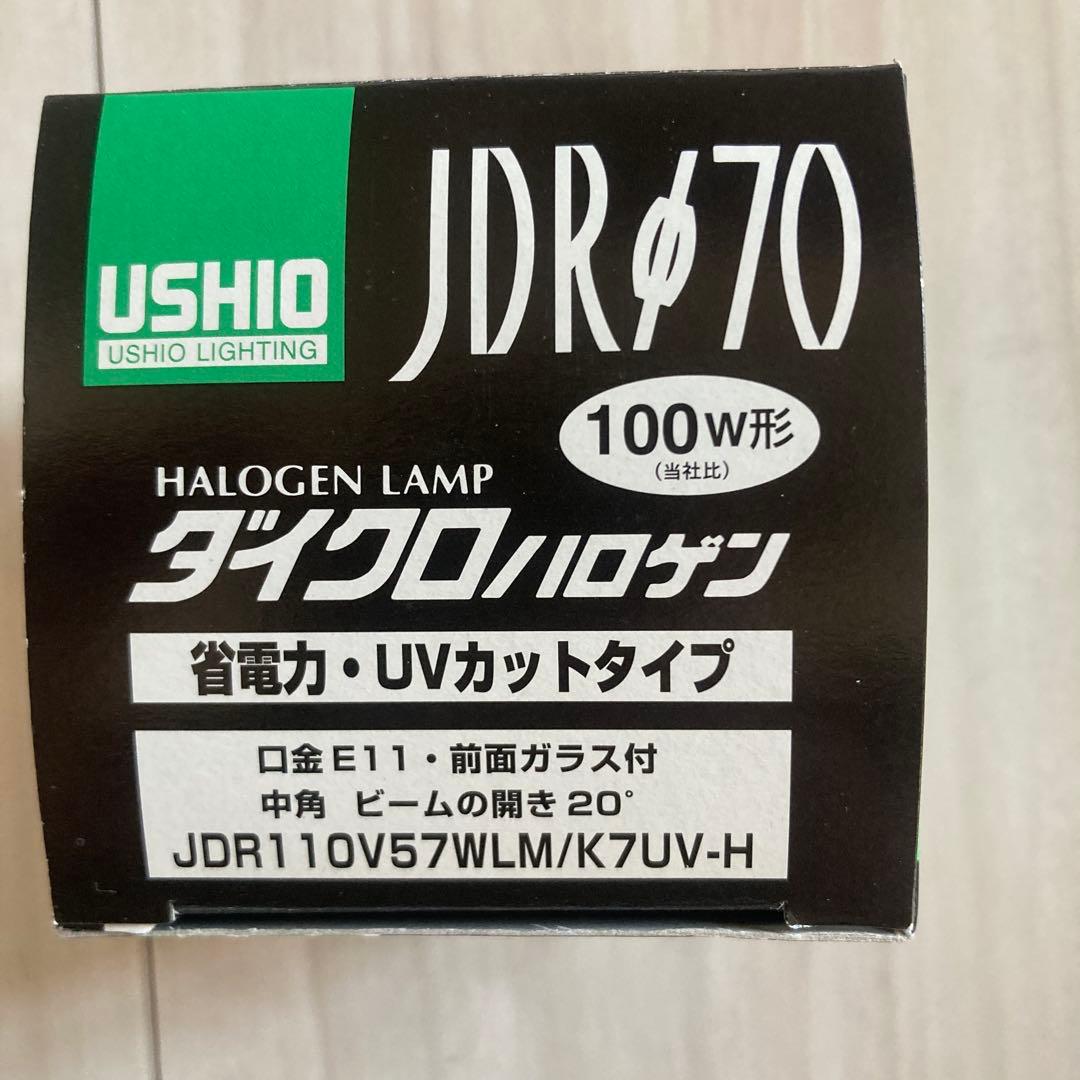 USHIO
USHIO LIGHTING
JDRφ70
100W形
(当社比)
HALOGEN LAMP
ダイクロハロゲン
省電力・UVカットタイプ
口金E11・前面ガラス付
中角 ビームの開き20°
JDR110V57WLM/K7UV-H